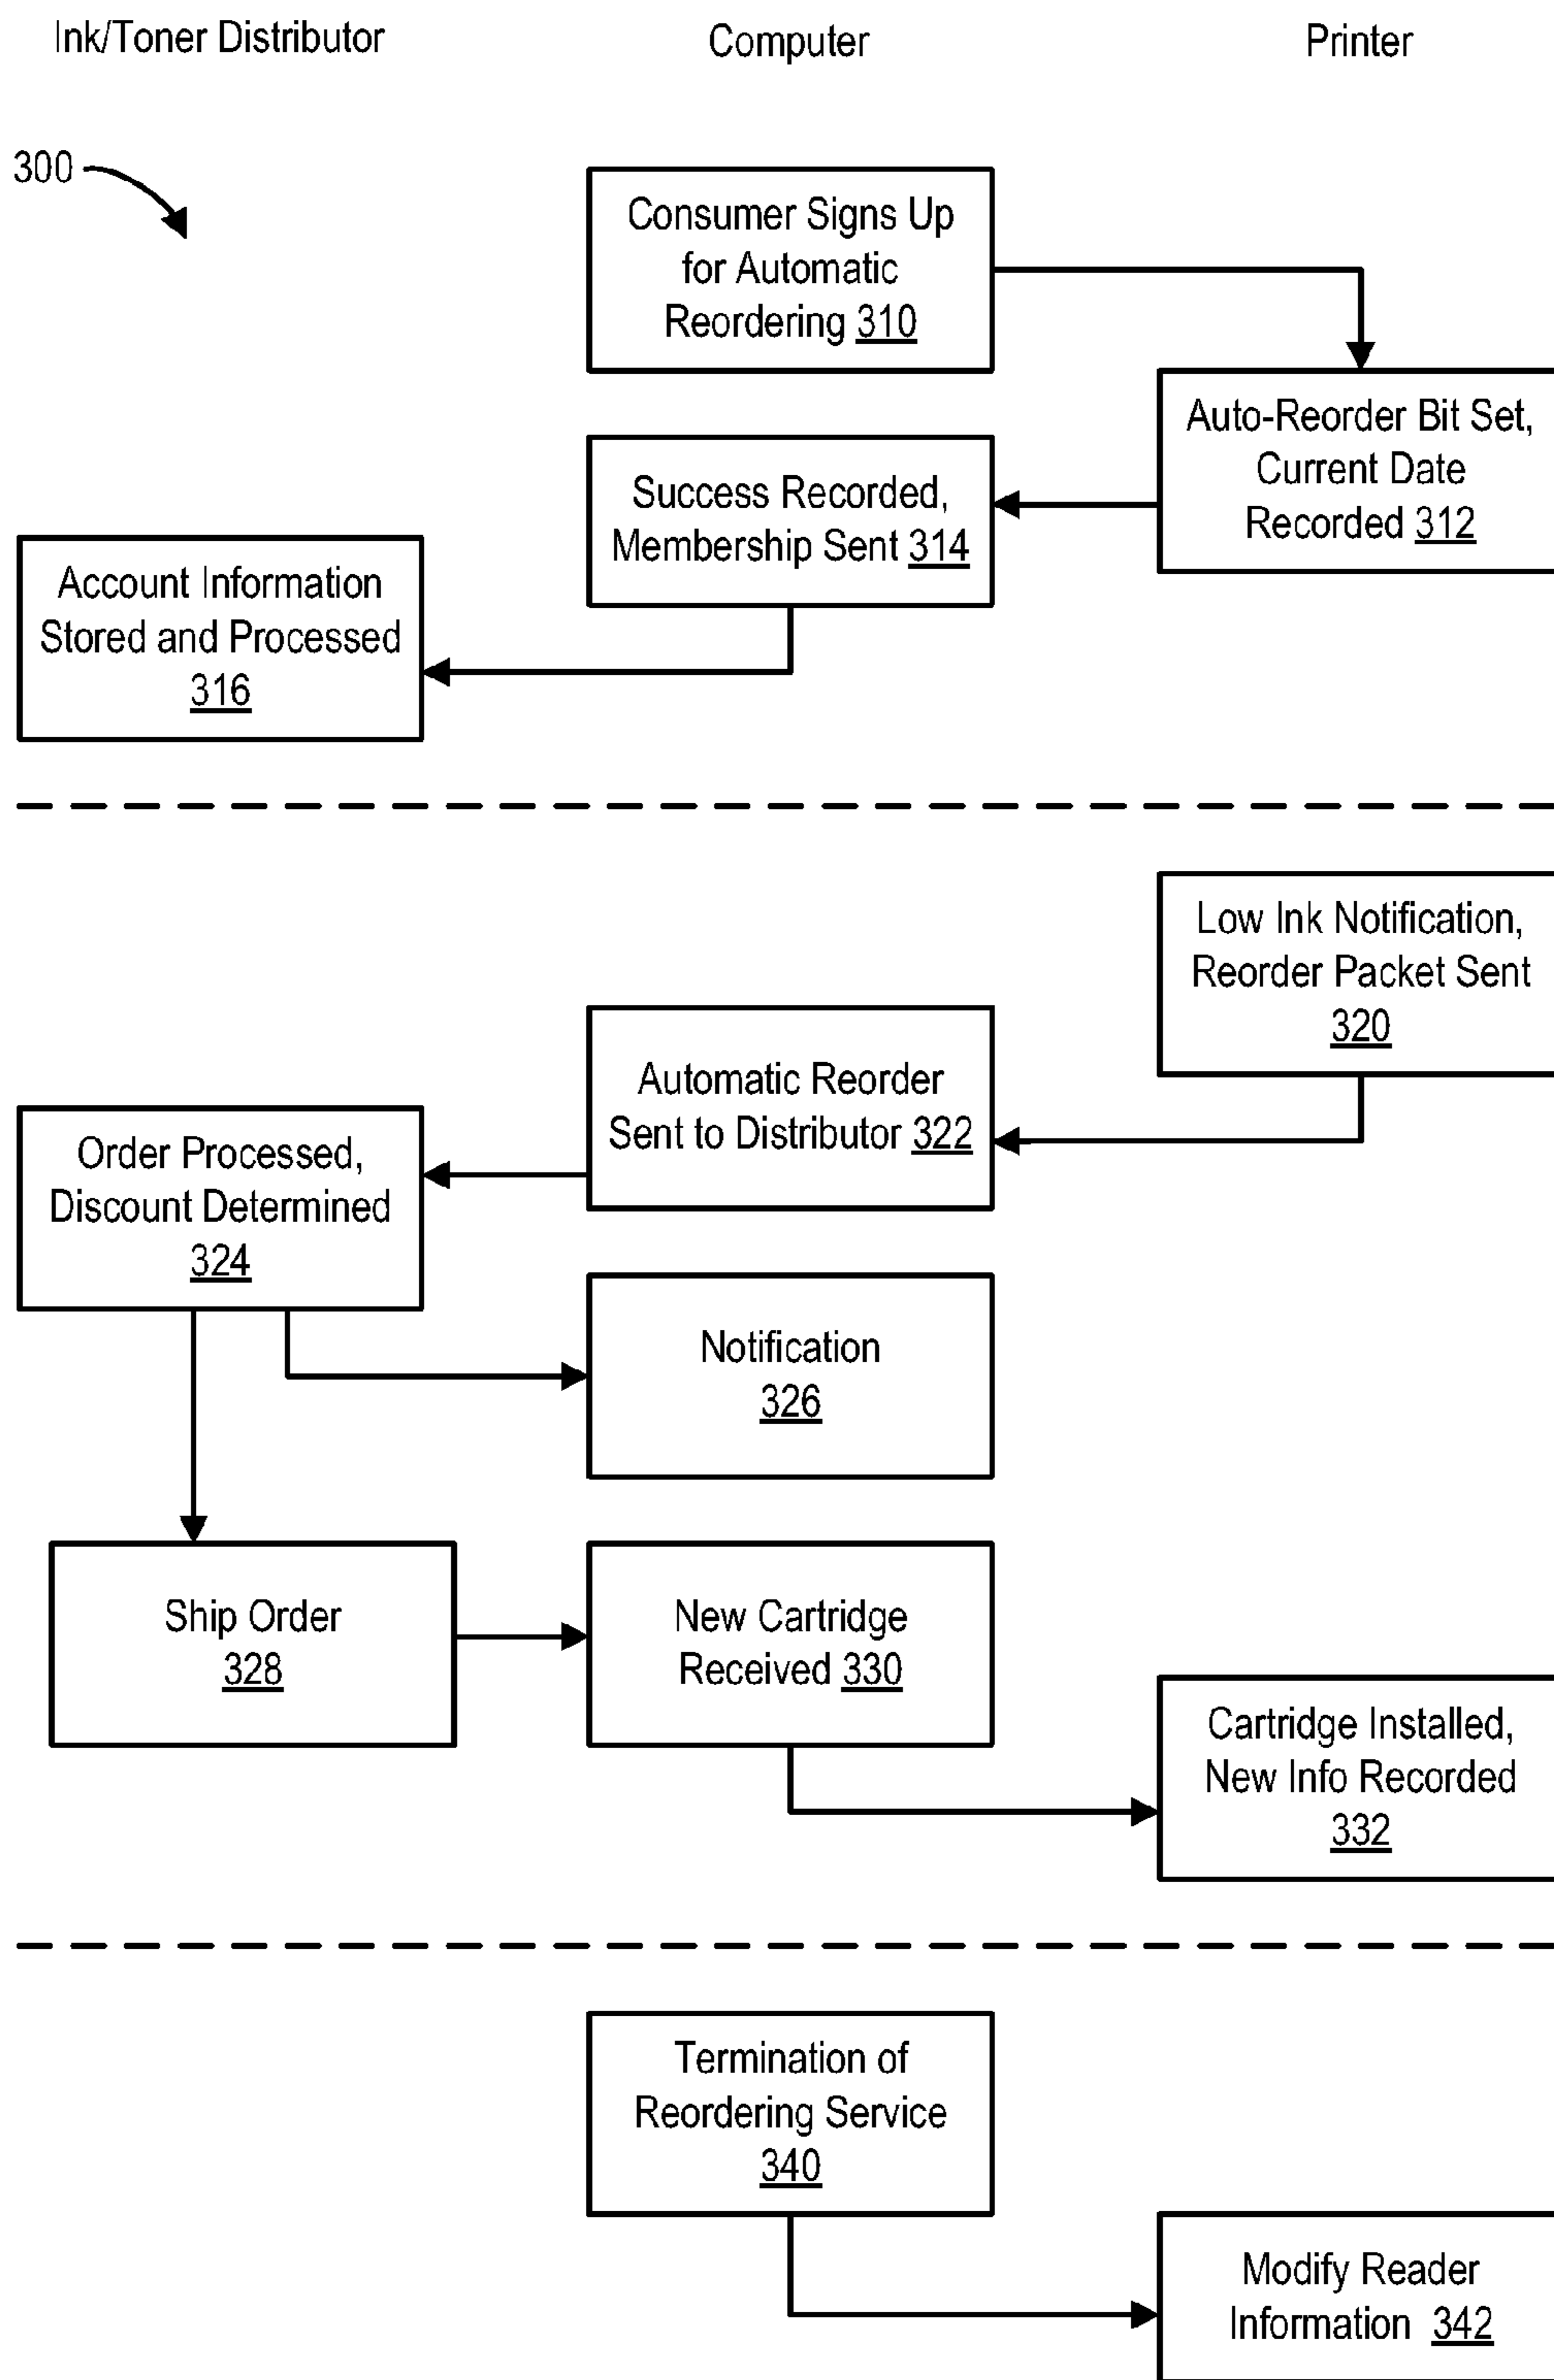 Ink/Toner Distributor
Computer
Printer
300
Consumer Signs Up
for Automatic
Reordering 310
Auto-Reorder Bit Set,
Current Date
Recorded 312
Success Recorded,
Membership Sent 314
Account Information
Stored and Processed
316
Low Ink Notification,
Reorder Packet Sent
320
Automatic Reorder
Sent to Distributor 322
Order Processed,
Discount Determined
324
Notification
326
Ship Order
328
New Cartridge
Received 330
Cartridge Installed,
New Info Recorded
332
Termination of
Reordering Service
340
Modify Reader
Information 342